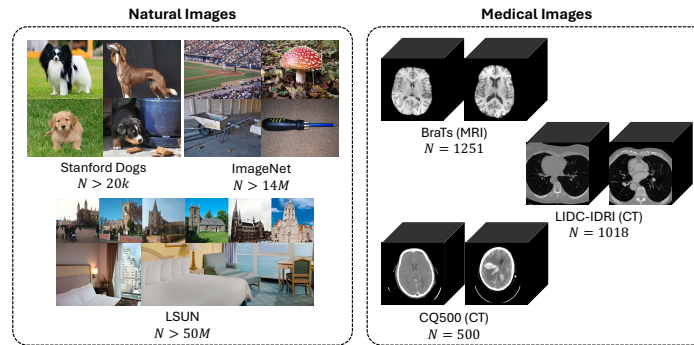 Natural Images
Stanford Dogs
N > 20k
ImageNet
N > 14M
LSUN
N > 50M
Medical Images
BraTs (MRI)
N = 1251
LIDC-IDRI (CT)
N = 1018
CQ500 (CT)
N = 500